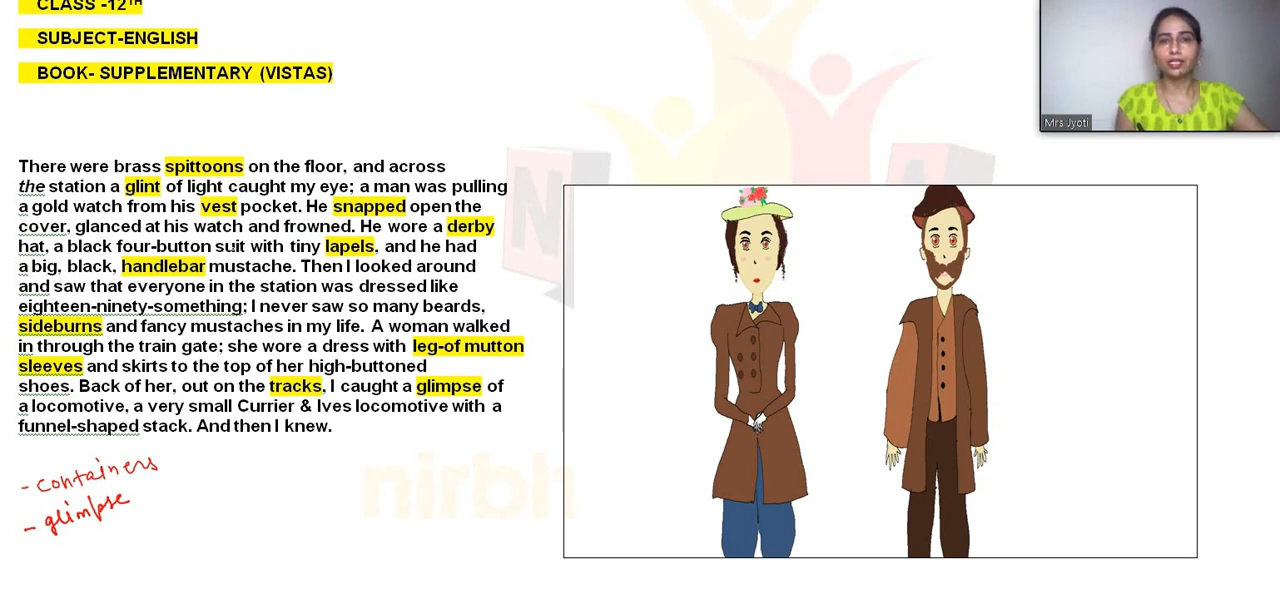 CLASS -12TH
SUBJECT-ENGLISH
BOOK- SUPPLEMENTARY (VISTAS)
Mrs Jyoti
There were brass spittoons on the floor, and across
the station a glint of light caught my eye; a man was pulling
a gold watch from his vest pocket. He snapped open the
cover, glanced at his watch and frowned. He wore a derby
hat, a black four-button suit with tiny lapels, and he had
a big, black, handlebar mustache. Then I looked around
and saw that everyone in the station was dressed like
eighteen-ninety-something; I never saw so many beards,
sideburns and fancy mustaches in my life. A woman walked
in through the train gate; she wore a dress with leg-of mutton
sleeves and skirts to the top of her high-buttoned
shoes. Back of her, out on the tracks, I caught a glimpse of
a locomotive, a very small Currier & Ives locomotive with a
funnel-shaped stack. And then I knew.
- containers
- glimpse